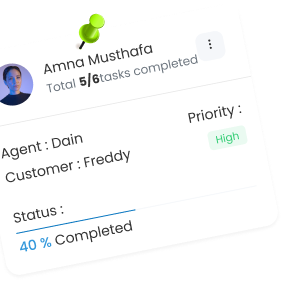 Amna Musthafa
Total 5/6tasks completed
Agent : Dain
Priority :
Customer : Freddy
High
Status :
40 % Completed